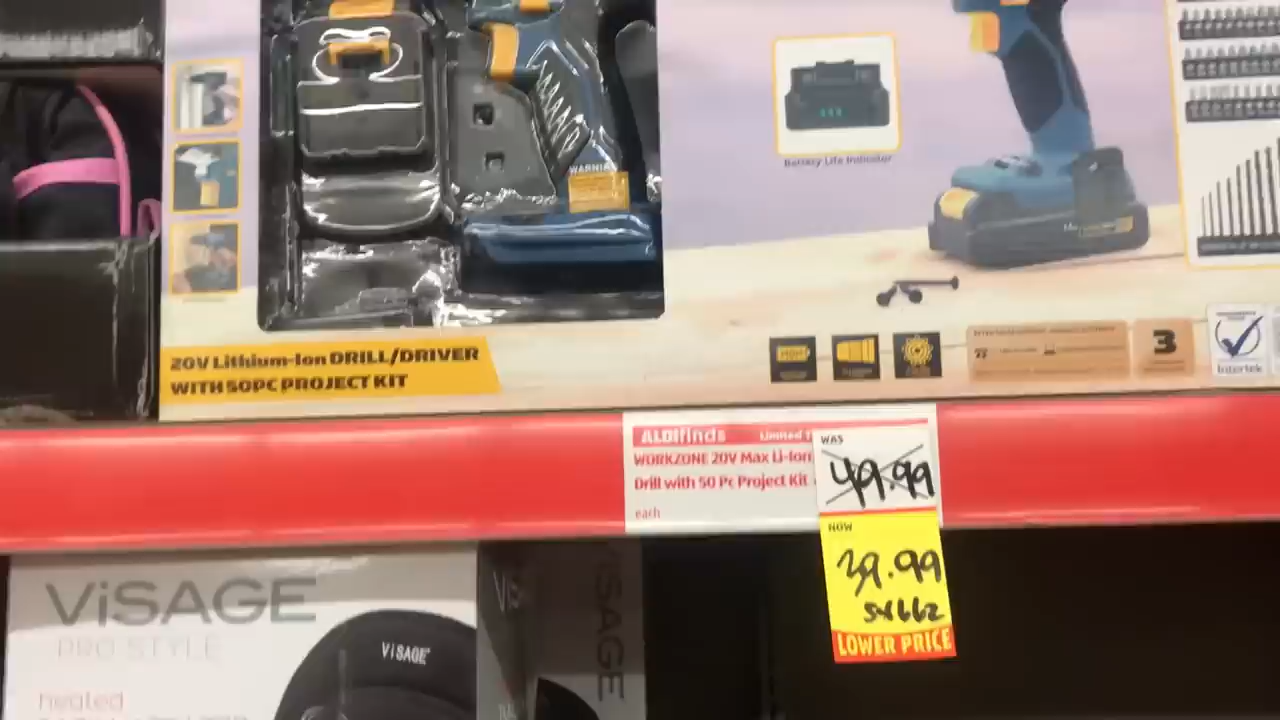 WARNING
Battery Life Indicator
20V Lithium-Ion DRILL/DRIVER
WITH 50PC PROJECT KIT
3
Intertek
ALDIfinds Limited
WORKZONE 20V Max Li-Ion
Drill with 50 Pc Project Kit
each
WAS
49.99
NOW
39.99
LOWER PRICE
ViSAGE
PRO STYLE
heated
ViSAGE
ViSAGE